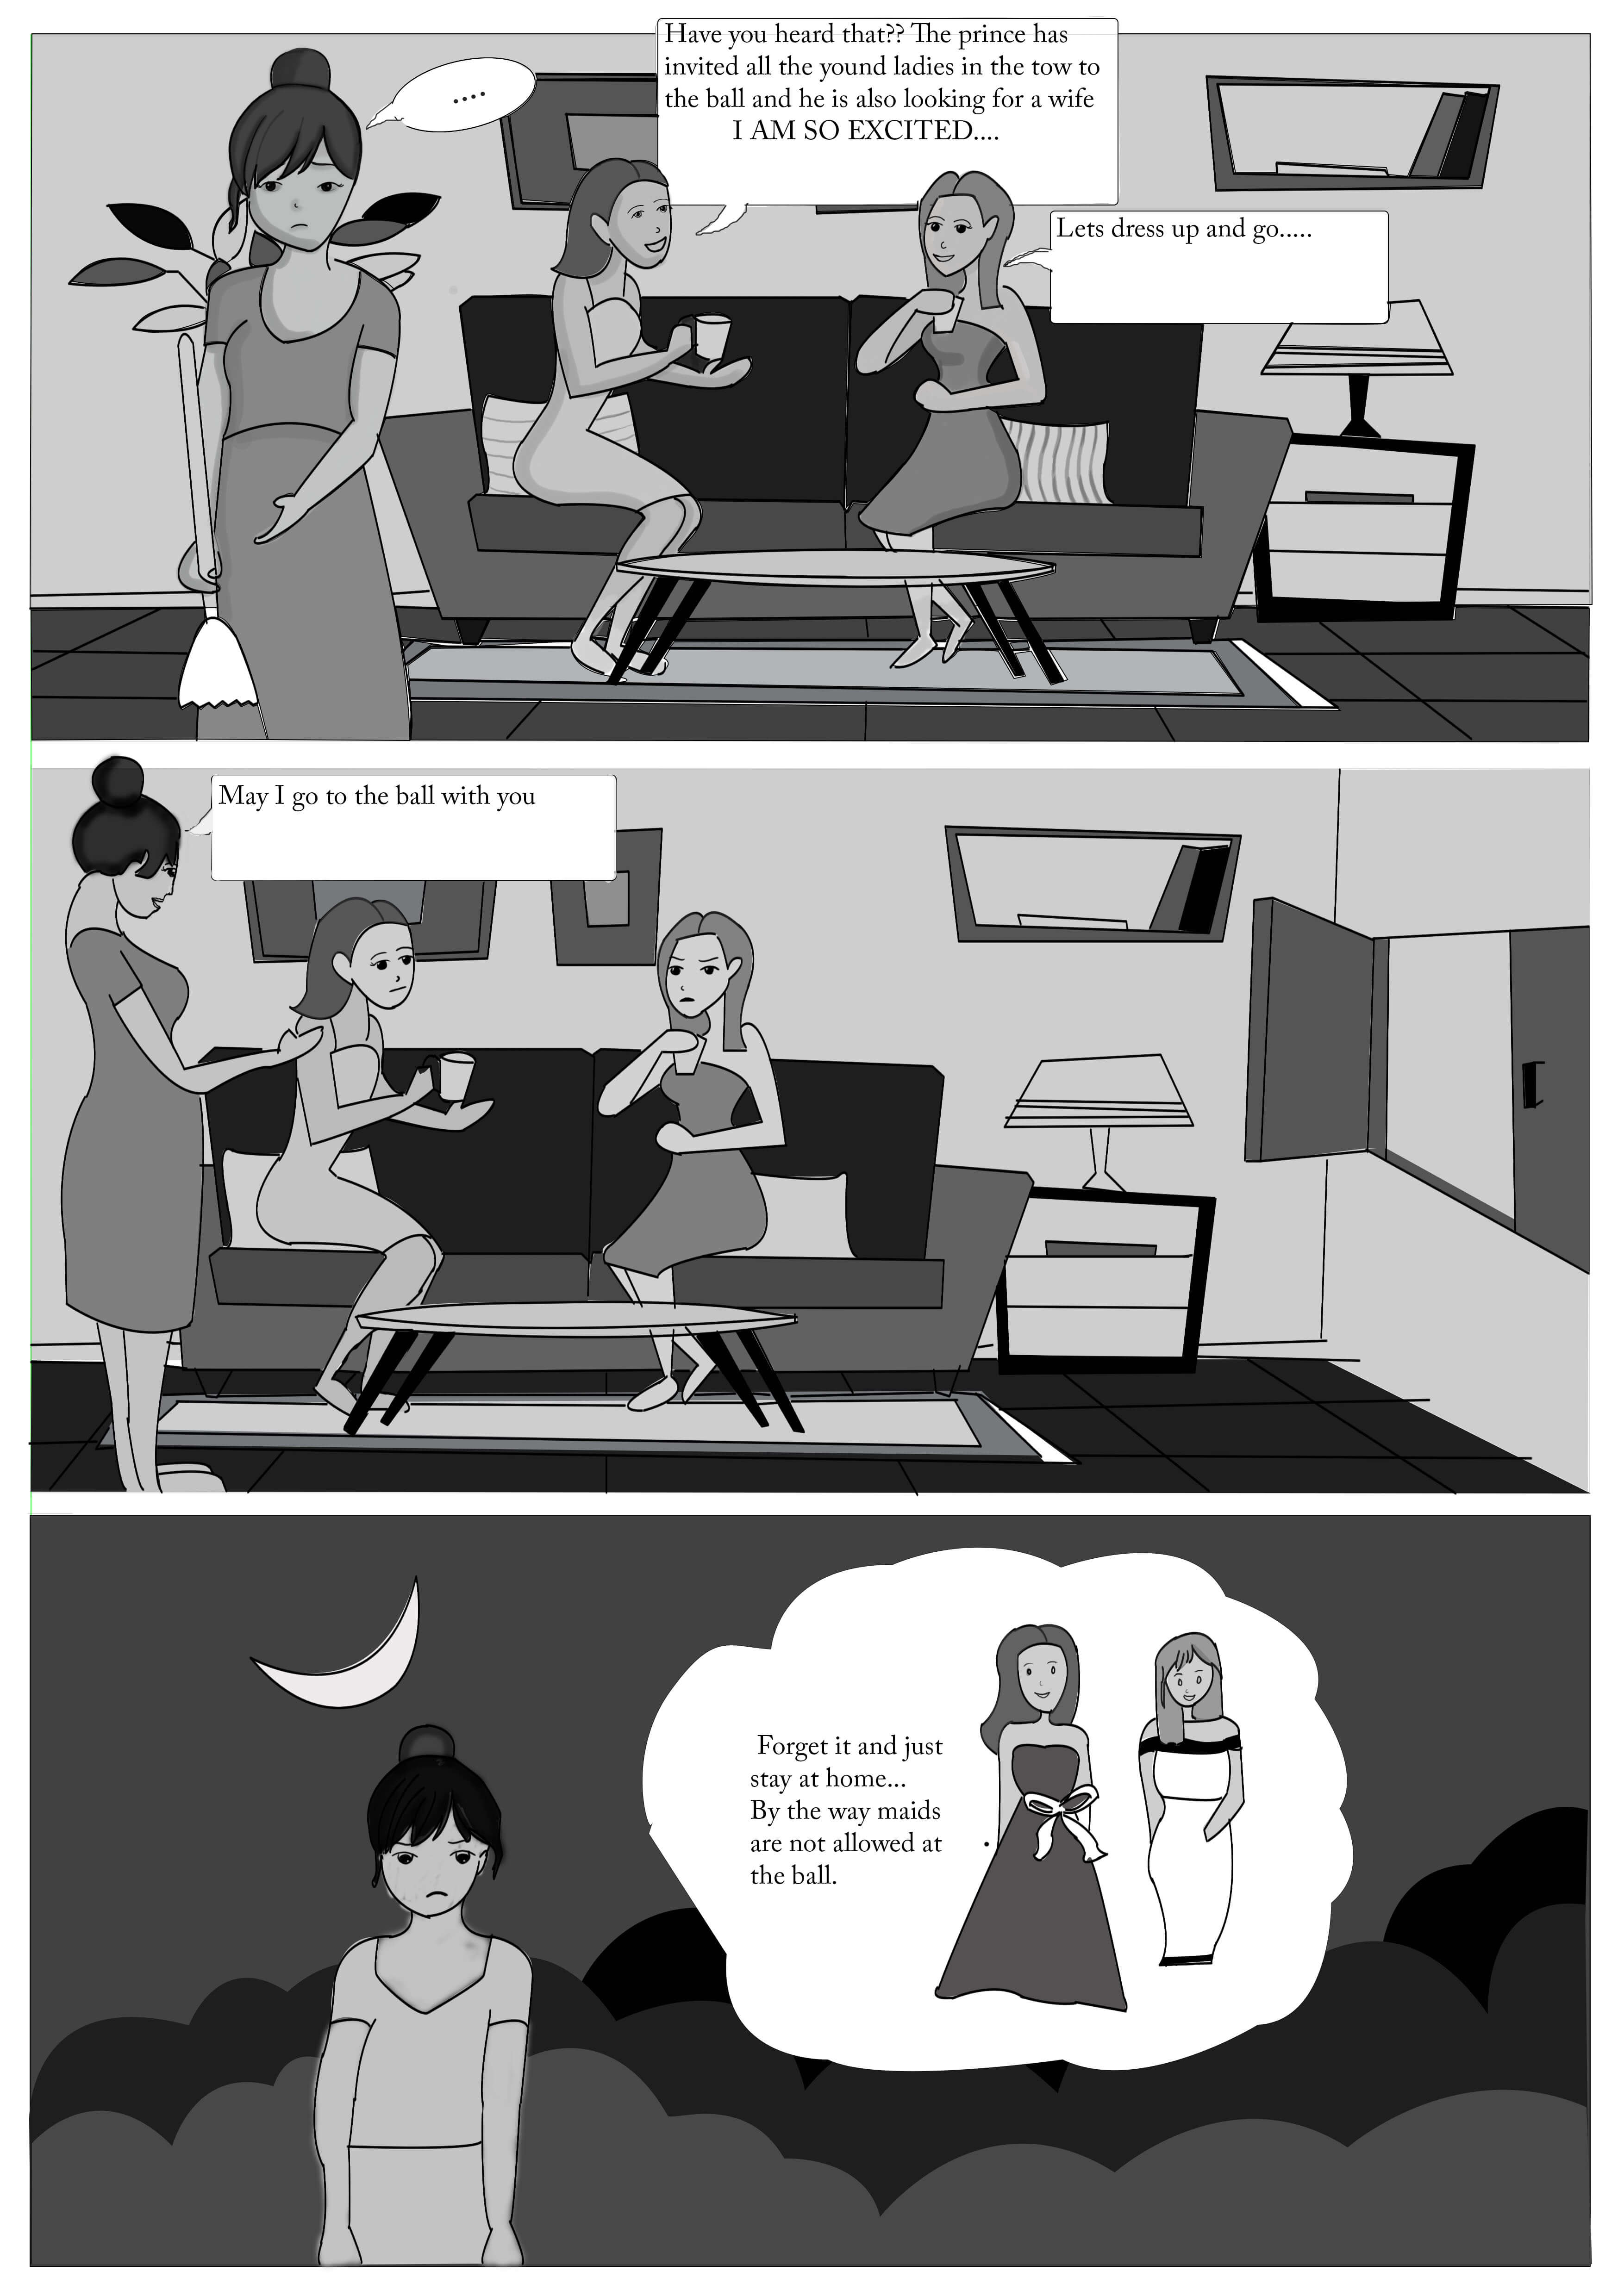 ....
Have you heard that?? The prince has
invited all the yound ladies in the tow to
the ball and he is also looking for a wife
I AM SO EXCITED....
Lets dress up and go.....
May I go to the ball with you
Forget it and just
stay at home...
By the way maids
are not allowed at
the ball.